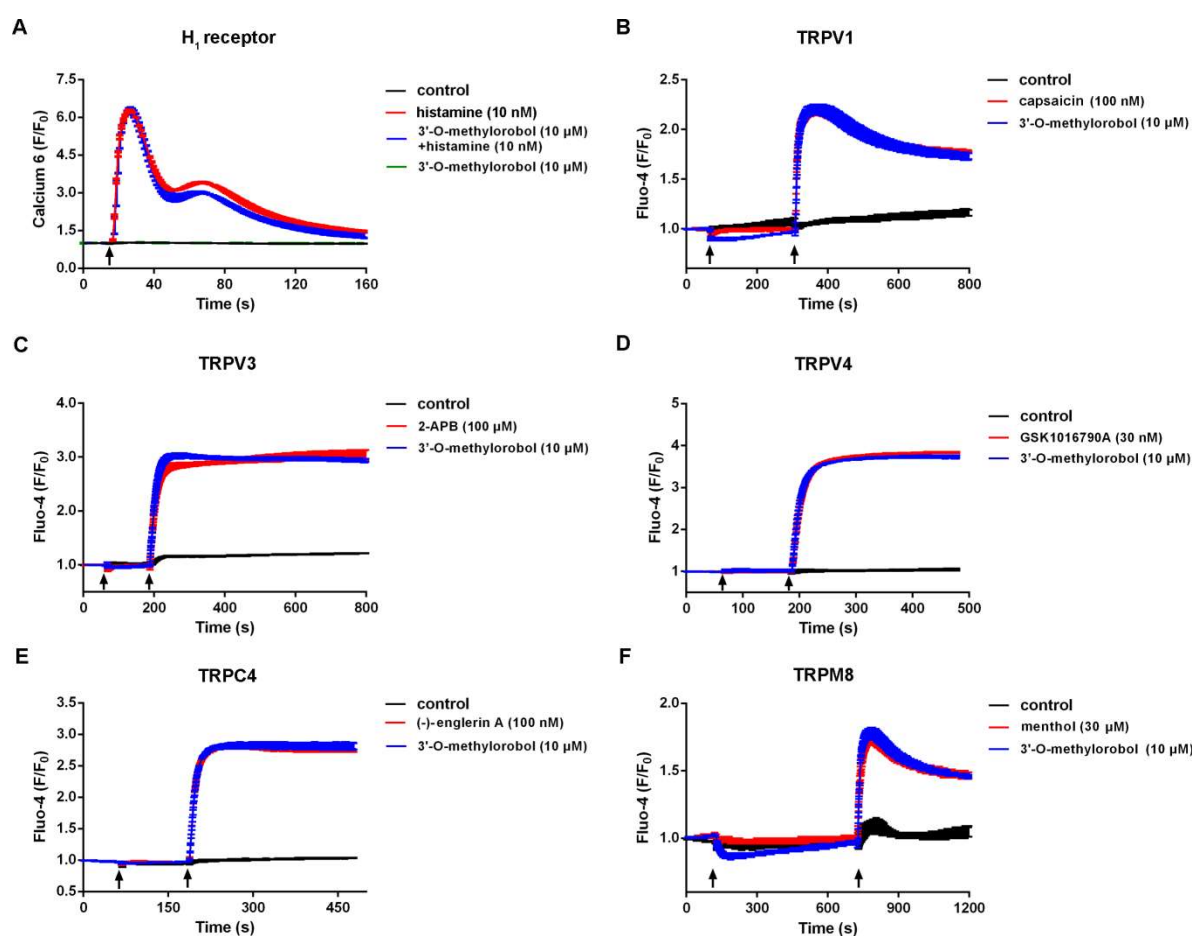 A
H₁ receptor
Calcium 6 (F/F₀)
7.5
6.0
4.5
3.0
1.5
0.0
0
40
80
120
160
Time (s)
control
histamine (10 nM)
3'-O-methylorobol (10 µM)
+histamine (10 nM)
3'-O-methylorobol (10 µM)
B
TRPV1
Fluo-4 (F/F₀)
2.5
2.0
1.5
1.0
0.5
0
200
400
600
800
Time (s)
control
capsaicin (100 nM)
3'-O-methylorobol (10 µM)
C
TRPV3
Fluo-4 (F/F₀)
4.0
3.0
2.0
1.0
0
200
400
600
800
Time (s)
control
2-APB (100 µM)
3'-O-methylorobol (10 µM)
D
TRPV4
Fluo-4 (F/F₀)
5
4
3
2
1
0
100
200
300
400
500
Time (s)
control
GSK1016790A (30 nM)
3'-O-methylorobol (10 µM)
E
TRPC4
Fluo-4 (F/F₀)
3.5
3.0
2.5
2.0
1.5
1.0
0.5
0
150
300
450
Time (s)
control
(-)-englerin A (100 nM)
3'-O-methylorobol (10 µM)
F
TRPM8
Fluo-4 (F/F₀)
2.0
1.5
1.0
0
300
600
900
1200
Time (s)
control
menthol (30 µM)
3'-O-methylorobol (10 µM)